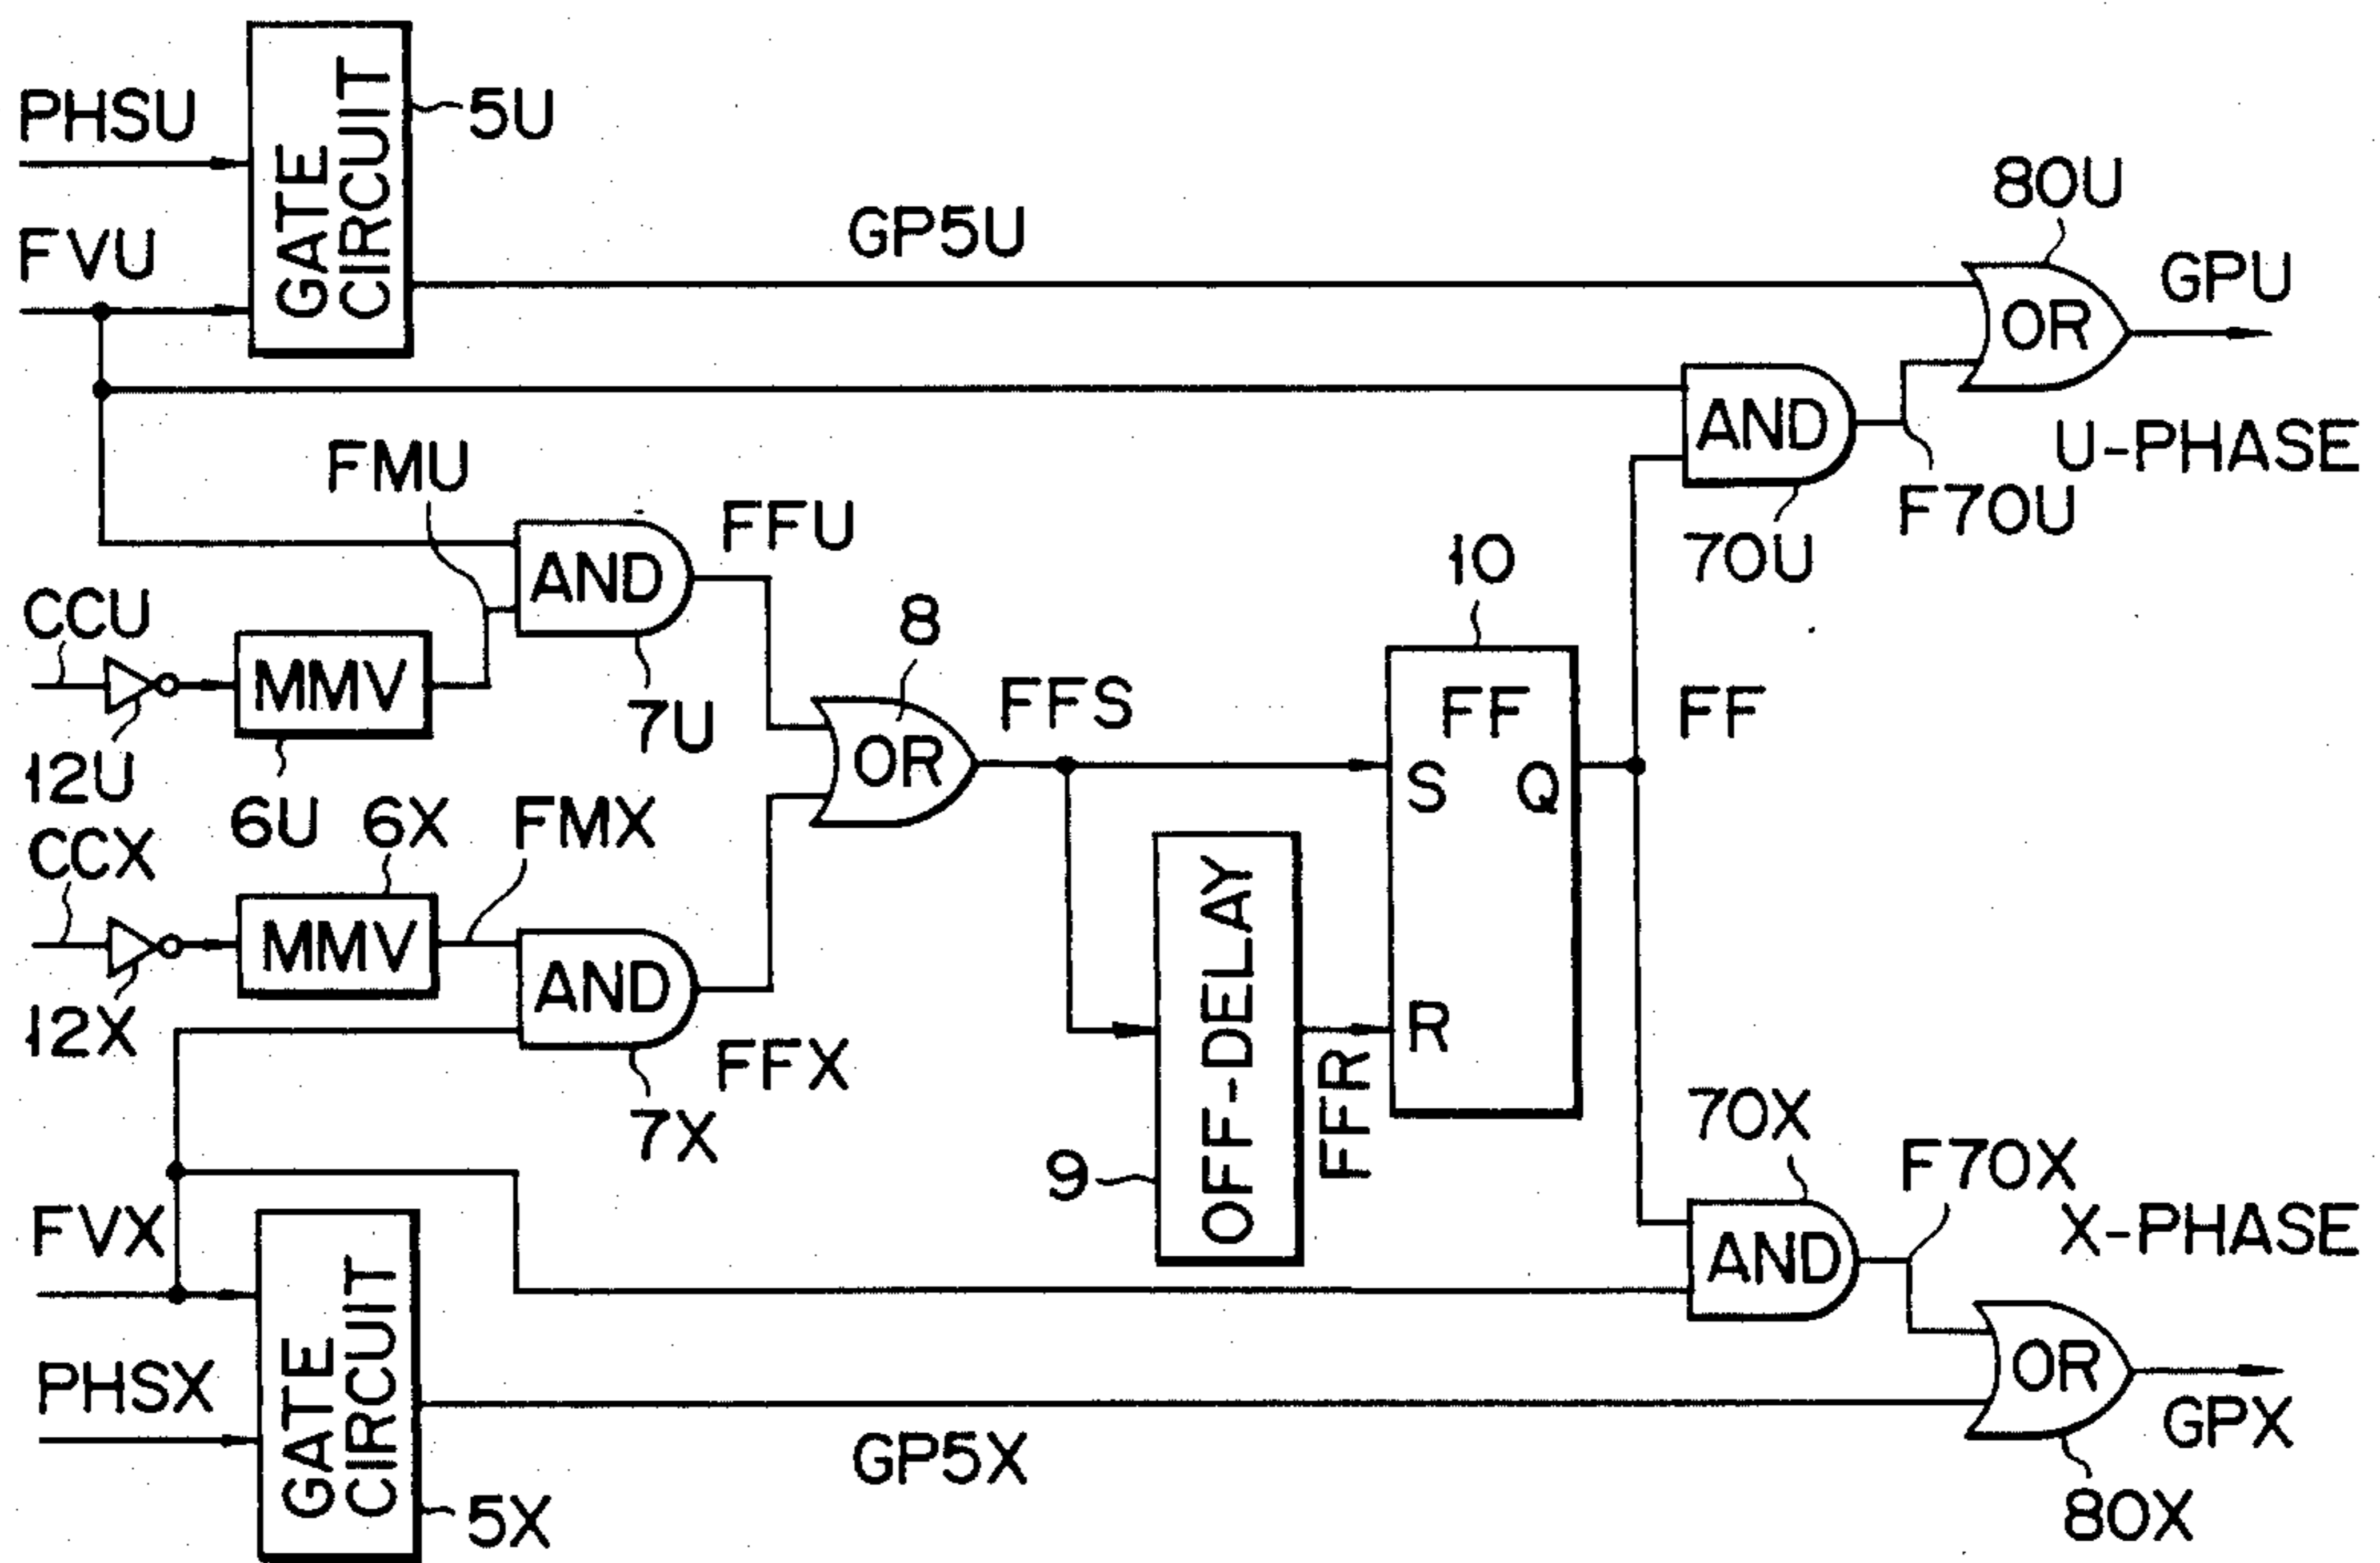 PHSU
GATE CIRCUIT
5U
FVU
GP5U
80U
OR
GPU
AND
U-PHASE
70U
F70U
FMU
AND
FFU
7U
CCU
12U
MMV
6U
8
OR
FFS
10
FF
S
Q
R
FF
CCX
12X
6X
MMV
FMX
AND
7X
FFX
9
OFF-DELAY
FFR
70X
AND
F70X
X-PHASE
FVX
PHSX
GATE CIRCUIT
5X
GP5X
OR
GPX
80X